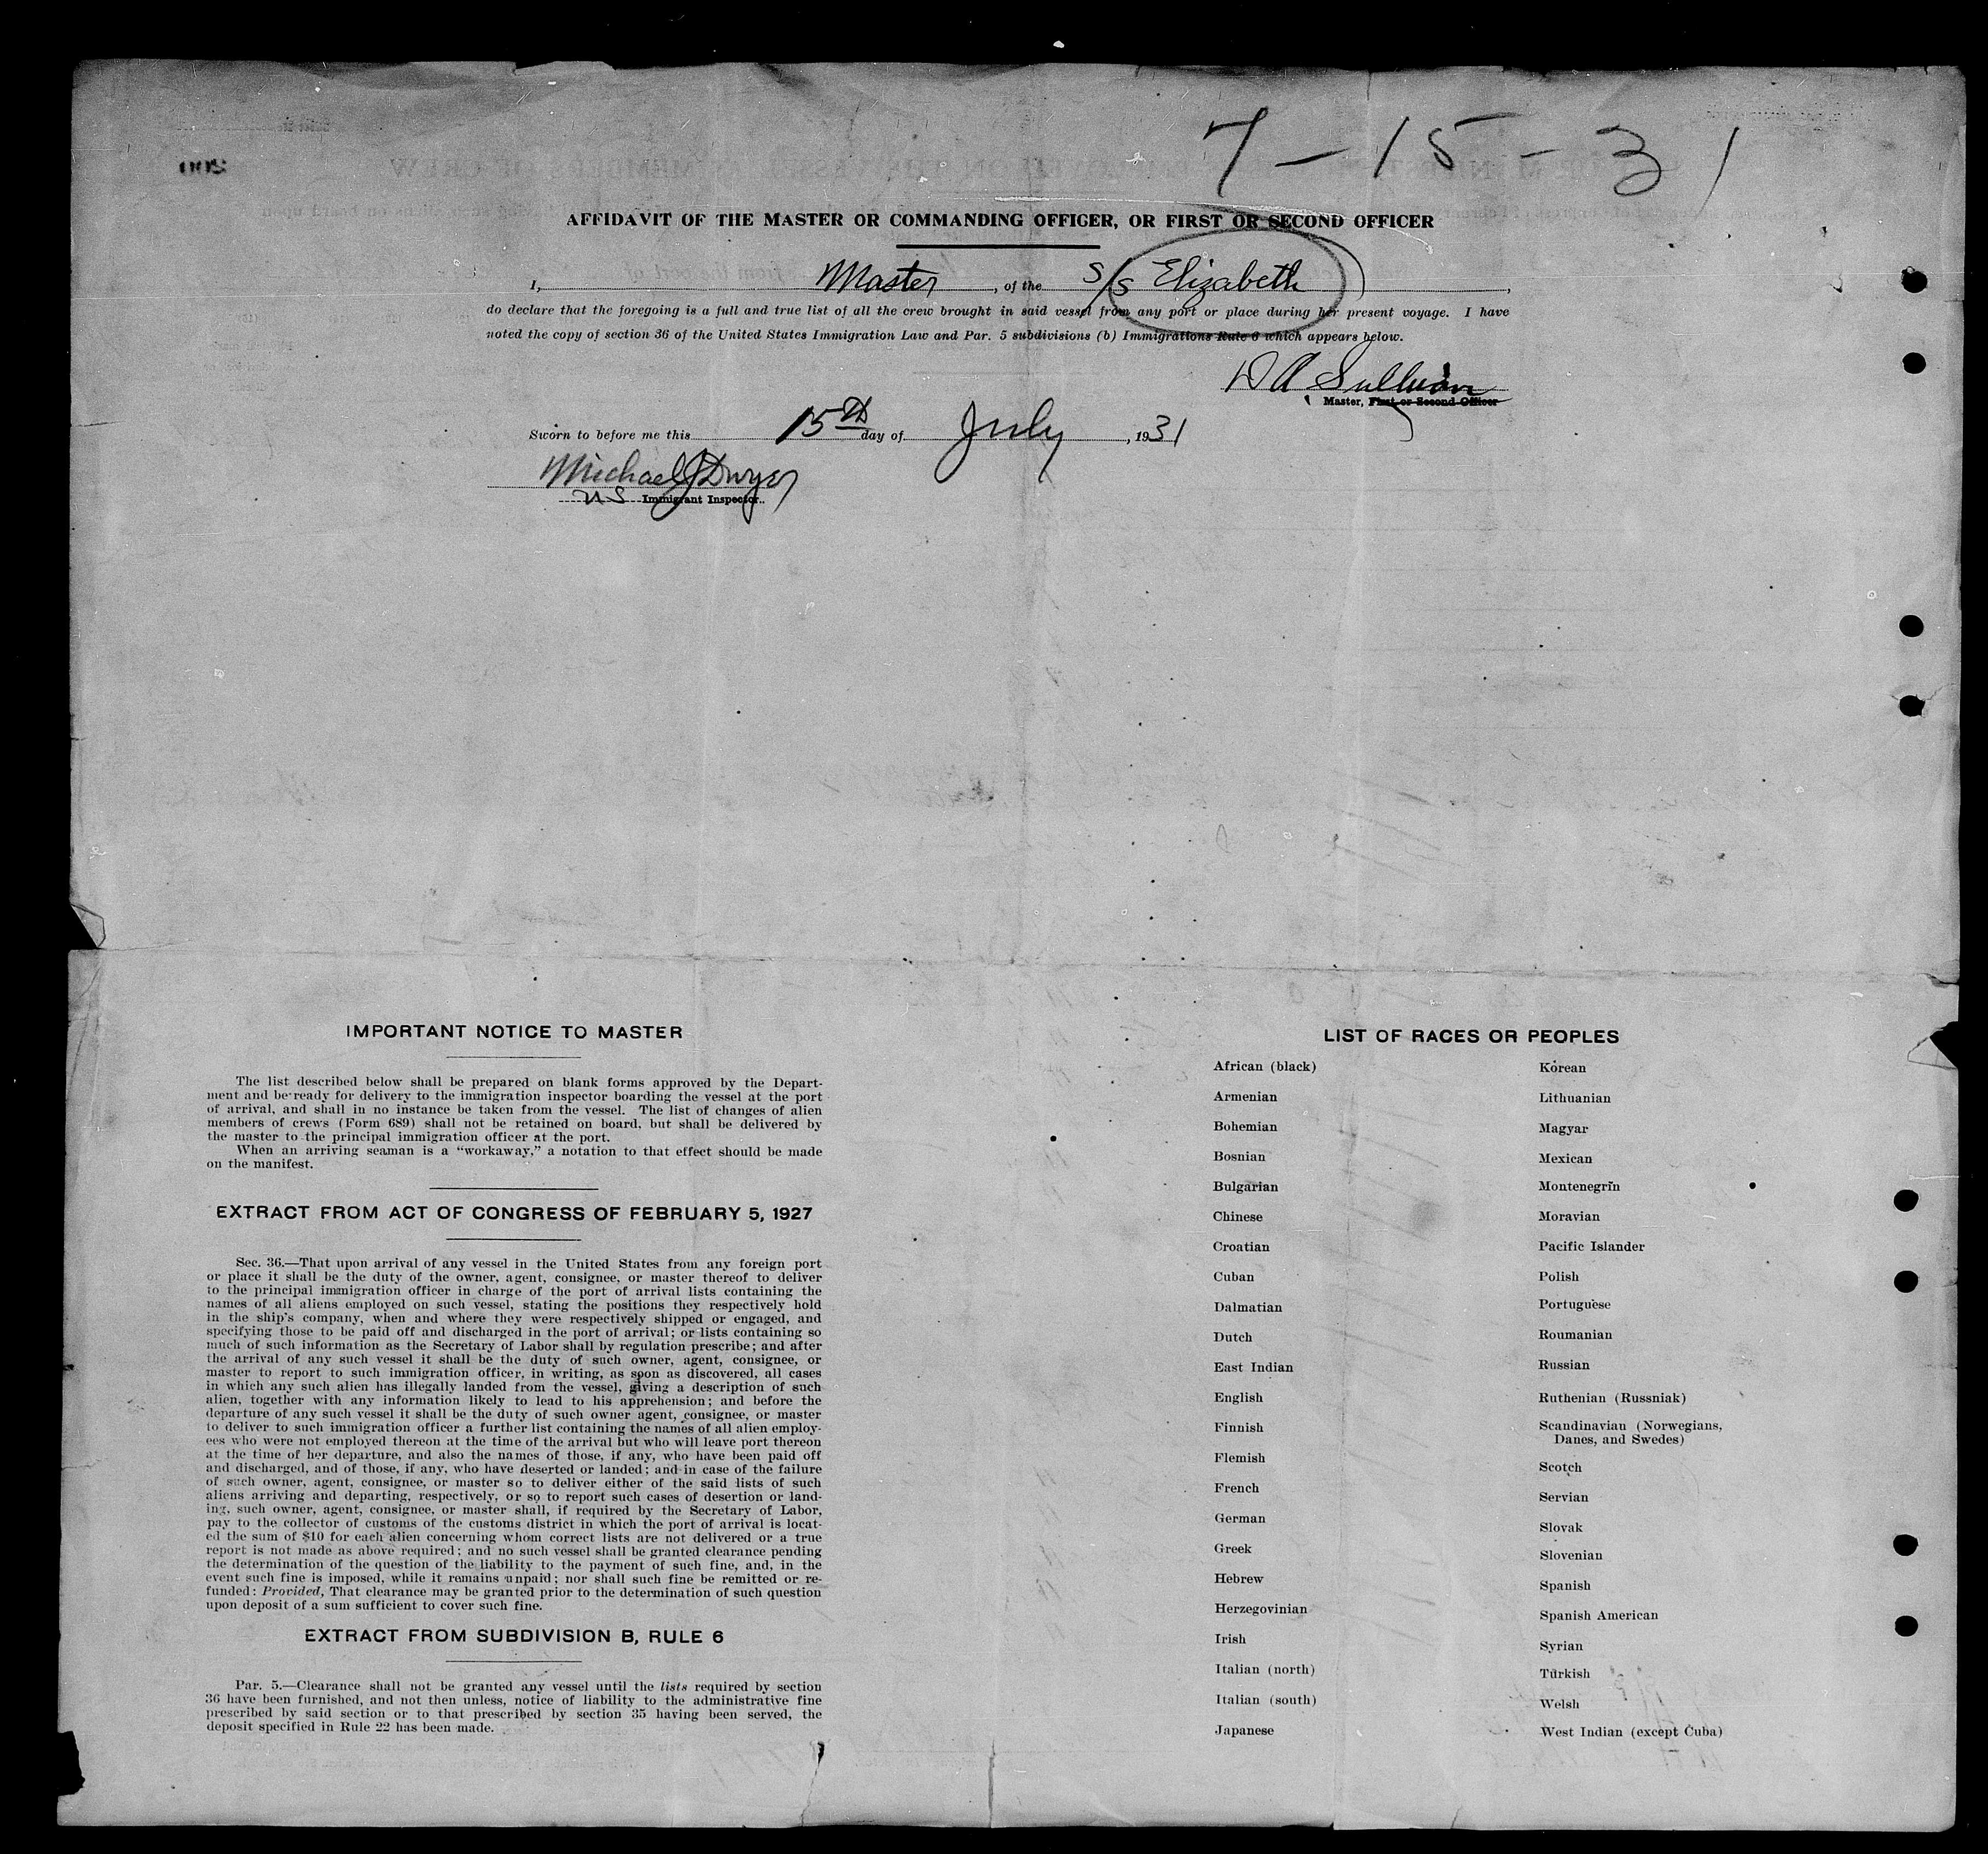 7-15-31
AFFIDAVIT OF THE MASTER OR COMMANDING OFFICER, OR FIRST OR SECOND OFFICER
I, Master, of the S/S Elizabeth,
do declare that the foregoing is a full and true list of all the crew brought in said vessel from any port or place during her present voyage. I have
noted the copy of section 36 of the United States Immigration Law and Par. 5 subdivisions (b) Immigrations Rule 6 which appears below.
D A Sullivan
Master, First or Second Officer
Sworn to before me this 15th day of July, 1931
Michael J Dwyer
US Immigrant Inspector.
IMPORTANT NOTICE TO MASTER
The list described below shall be prepared on blank forms approved by the Depart-
ment and be ready for delivery to the immigration inspector boarding the vessel at the port
of arrival, and shall in no instance be taken from the vessel. The list of changes of alien
members of crews (Form 689) shall not be retained on board, but shall be delivered by
the master to the principal immigration officer at the port.
When an arriving seaman is a "workaway," a notation to that effect should be made
on the manifest.
EXTRACT FROM ACT OF CONGRESS OF FEBRUARY 5, 1927
Sec. 36.—That upon arrival of any vessel in the United States from any foreign port
or place it shall be the duty of the owner, agent, consignee, or master thereof to deliver
to the principal immigration officer in charge of the port of arrival lists containing the
names of all aliens employed on such vessel, stating the positions they respectively hold
in the ship's company, when and where they were respectively shipped or engaged, and
specifying those to be paid off and discharged in the port of arrival; or lists containing so
much of such information as the Secretary of Labor shall by regulation prescribe; and after
the arrival of any such vessel it shall be the duty of such owner, agent, consignee, or
master to report to such immigration officer, in writing, as soon as discovered, all cases
in which any such alien has illegally landed from the vessel, giving a description of such
alien, together with any information likely to lead to his apprehension; and before the
departure of any such vessel it shall be the duty of such owner agent, consignee, or master
to deliver to such immigration officer a further list containing the names of all alien employ-
ees who were not employed thereon at the time of the arrival but who will leave port thereon
at the time of her departure, and also the names of those, if any, who have been paid off
and discharged, and of those, if any, who have deserted or landed; and in case of the failure
of such owner, agent, consignee, or master so to deliver either of the said lists of such
aliens arriving and departing, respectively, or so to report such cases of desertion or land-
ing, such owner, agent, consignee, or master shall, if required by the Secretary of Labor,
pay to the collector of customs of the customs district in which the port of arrival is locat-
ed the sum of $10 for each alien concerning whom correct lists are not delivered or a true
report is not made as above required; and no such vessel shall be granted clearance pending
the determination of the question of the liability to the payment of such fine, and, in the
event such fine is imposed, while it remains unpaid; nor shall such fine be remitted or re-
funded: Provided, That clearance may be granted prior to the determination of such question
upon deposit of a sum sufficient to cover such fine.
EXTRACT FROM SUBDIVISION B, RULE 6
Par. 5.—Clearance shall not be granted any vessel until the lists required by section
36 have been furnished, and not then unless, notice of liability to the administrative fine
prescribed by said section or to that prescribed by section 35 having been served, the
deposit specified in Rule 22 has been made.
LIST OF RACES OR PEOPLES
African (black)
Armenian
Bohemian
Bosnian
Bulgarian
Chinese
Croatian
Cuban
Dalmatian
Dutch
East Indian
English
Finnish
Flemish
French
German
Greek
Hebrew
Herzegovinian
Irish
Italian (north)
Italian (south)
Japanese
Korean
Lithuanian
Magyar
Mexican
Montenegrin
Moravian
Pacific Islander
Polish
Portuguese
Roumanian
Russian
Ruthenian (Russniak)
Scandinavian (Norwegians,
Danes, and Swedes)
Scotch
Servian
Slovak
Slovenian
Spanish
Spanish American
Syrian
Turkish
Welsh
West Indian (except Cuba)